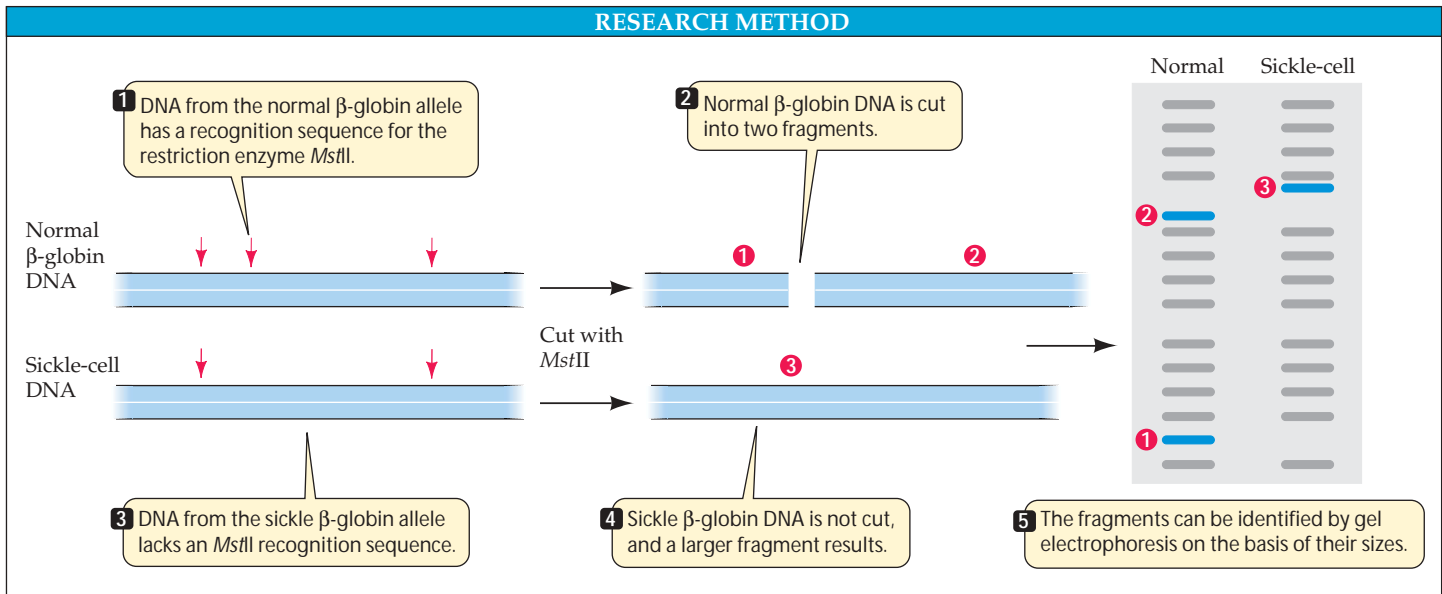 RESEARCH METHOD
1 DNA from the normal β-globin allele
has a recognition sequence for the
restriction enzyme MstII.
2 Normal β-globin DNA is cut
into two fragments.
Normal
β-globin
DNA
1
2
Cut with
MstII
Sickle-cell
DNA
3
3 DNA from the sickle β-globin allele
lacks an MstII recognition sequence.
4 Sickle β-globin DNA is not cut,
and a larger fragment results.
Normal Sickle-cell
3
2
1
5 The fragments can be identified by gel
electrophoresis on the basis of their sizes.